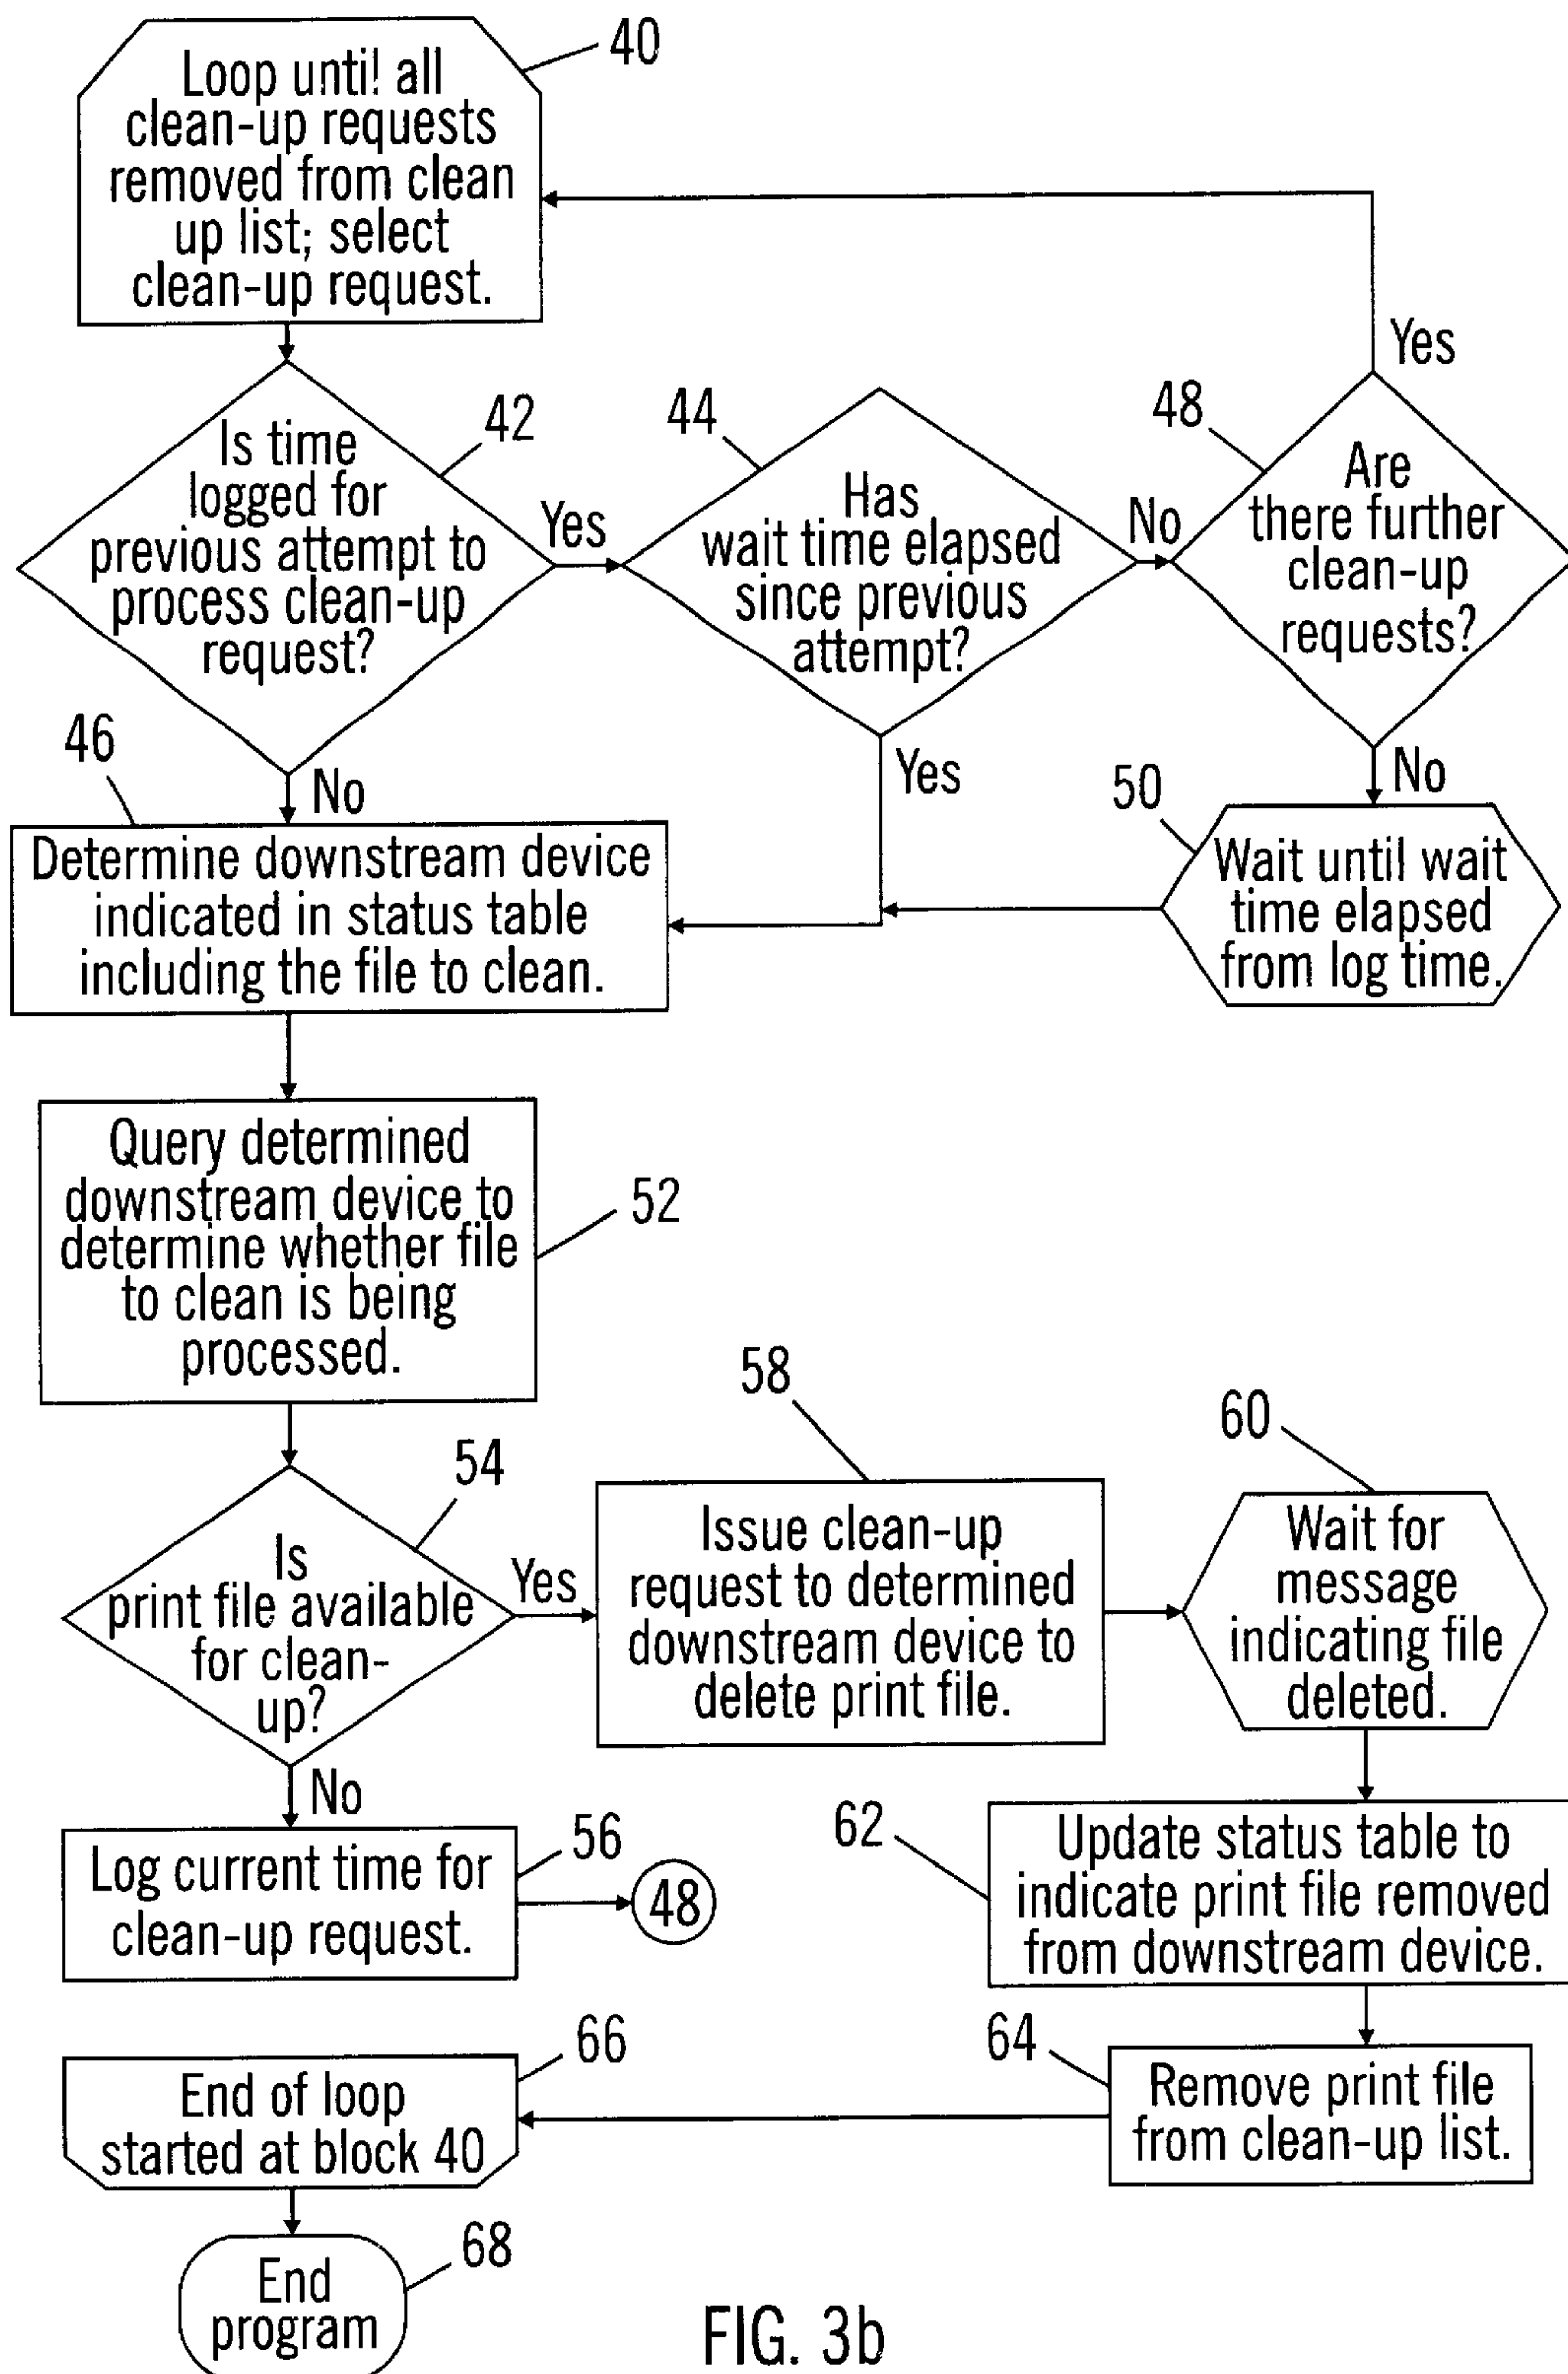 40
Loop until all
clean-up requests
removed from clean
up list; select
clean-up request.
Yes
42
Is time
logged for
previous attempt to
process clean-up
request?
Yes
44
Has
wait time elapsed
since previous
attempt?
No
48
Are
there further
clean-up
requests?
46
No
Yes
50
No
Determine downstream device
indicated in status table
including the file to clean.
Wait until wait
time elapsed
from log time.
Query determined
downstream device to
determine whether file
to clean is being
processed.
52
54
Is
print file available
for clean-
up?
Yes
58
Issue clean-up
request to determined
downstream device to
delete print file.
60
Wait for
message
indicating file
deleted.
No
56
Log current time for
clean-up request.
48
62
Update status table to
indicate print file removed
from downstream device.
64
Remove print file
from clean-up list.
66
End of loop
started at block 40
68
End
program
FIG. 3b